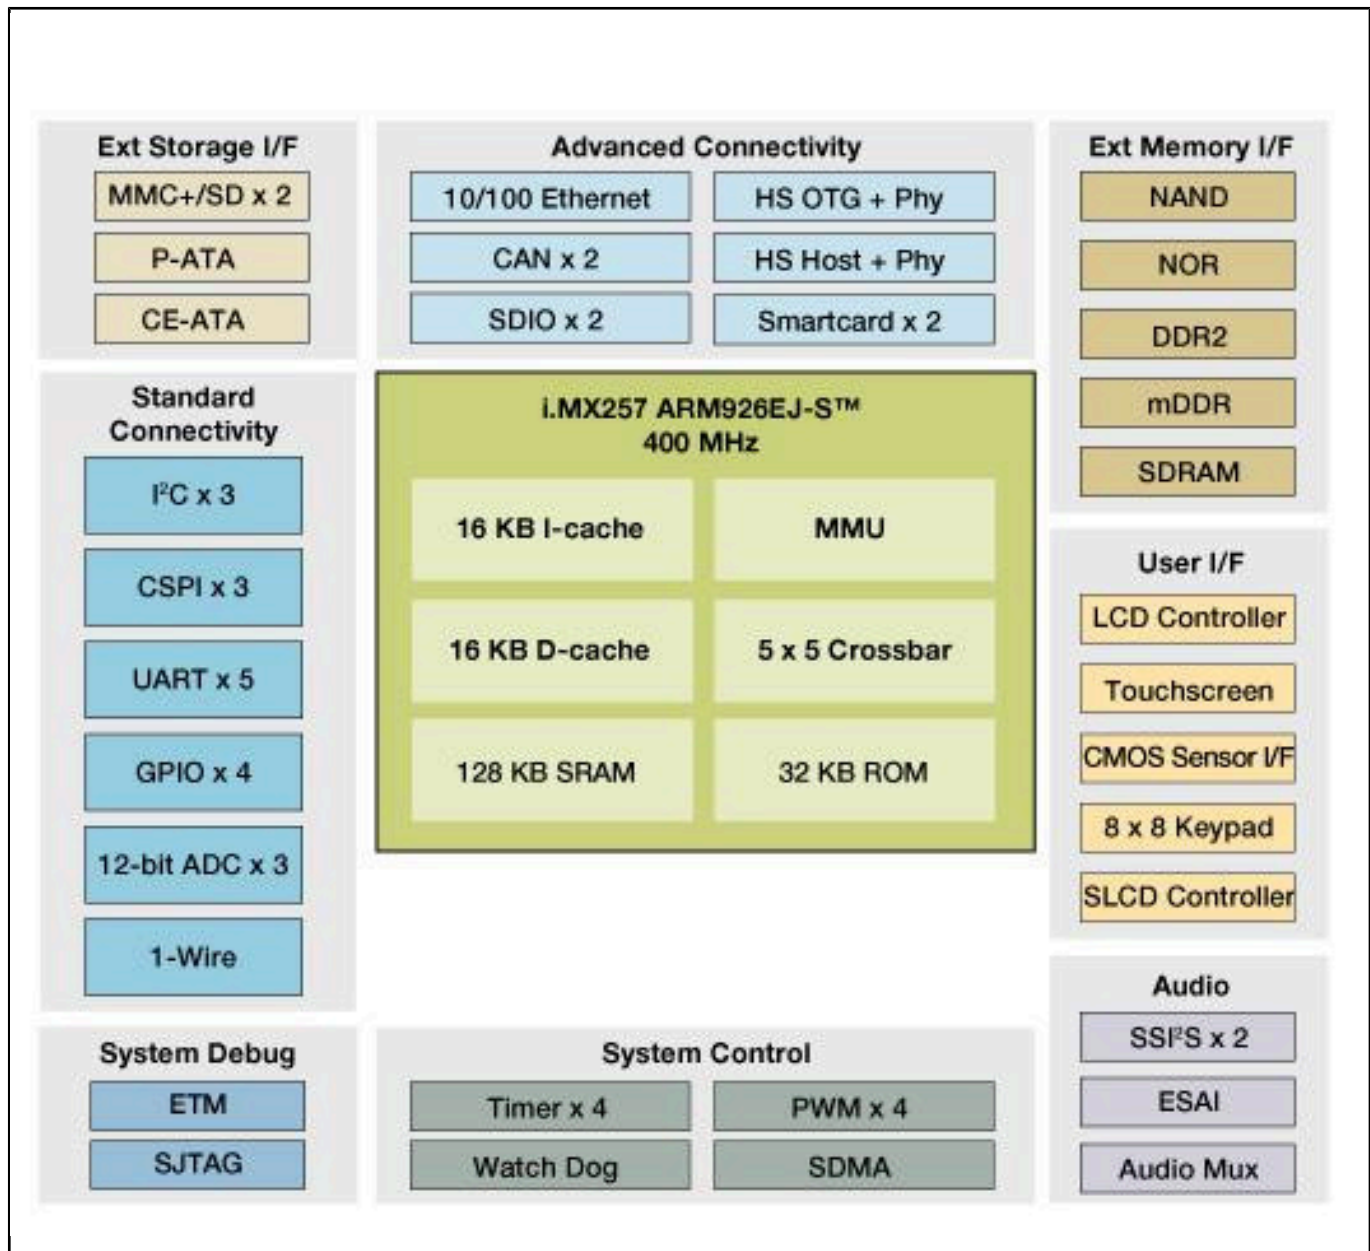 Ext Storage I/F
MMC+/SD x 2
P-ATA
CE-ATA
Advanced Connectivity
10/100 Ethernet
HS OTG + Phy
CAN x 2
HS Host + Phy
SDIO x 2
Smartcard x 2
Ext Memory I/F
NAND
NOR
DDR2
mDDR
SDRAM
Standard
Connectivity
I²C x 3
CSPI x 3
UART x 5
GPIO x 4
12-bit ADC x 3
1-Wire
i.MX257 ARM926EJ-S™
400 MHz
16 KB I-cache
MMU
16 KB D-cache
5 x 5 Crossbar
128 KB SRAM
32 KB ROM
User I/F
LCD Controller
Touchscreen
CMOS Sensor I/F
8 x 8 Keypad
SLCD Controller
System Debug
ETM
SJTAG
System Control
Timer x 4
PWM x 4
Watch Dog
SDMA
Audio
SSI²S x 2
ESAI
Audio Mux